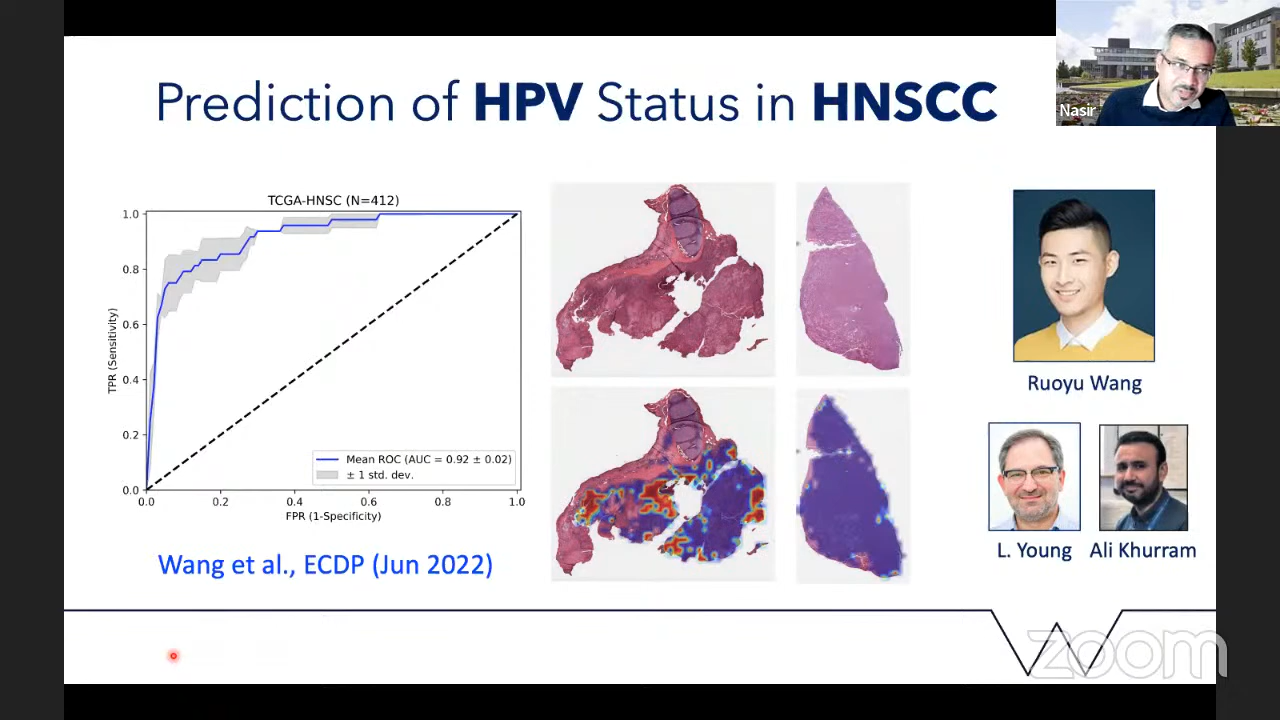 Prediction of HPV Status in HNSCC
Nasir
TCGA-HNSC (N=412)
1.0
0.8
0.6
0.4
0.2
0.0
TPR (Sensitivity)
Mean ROC (AUC = 0.92 ± 0.02)
± 1 std. dev.
0.0 0.2 0.4 0.6 0.8 1.0
FPR (1-Specificity)
Wang et al., ECDP (Jun 2022)
Ruoyu Wang
L. Young
Ali Khurram
zoom